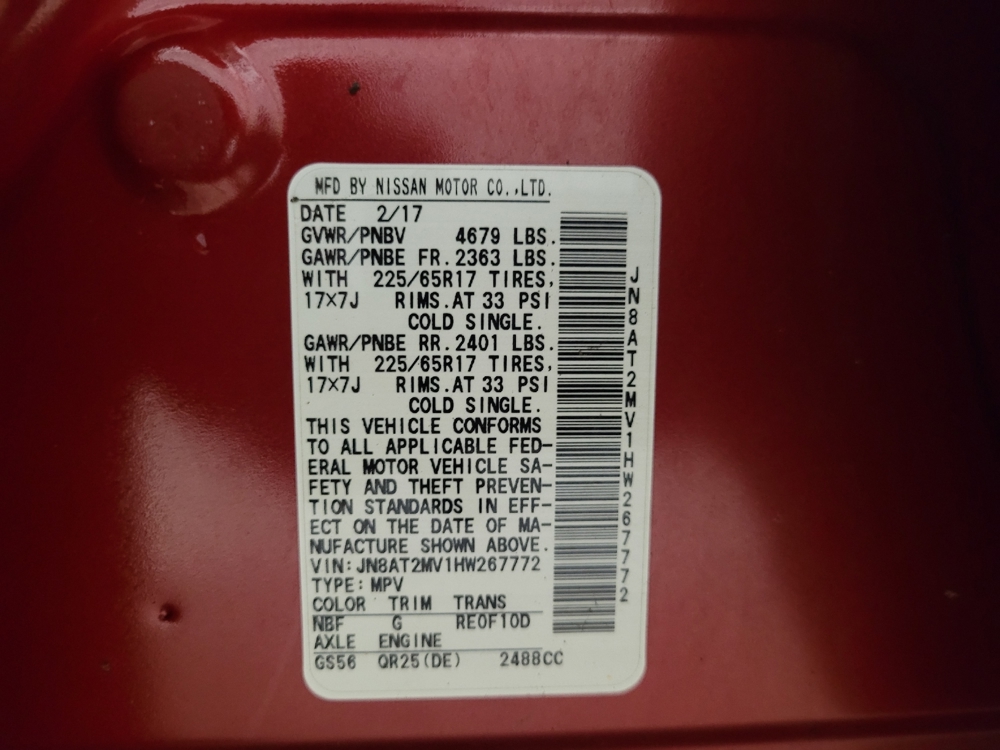 MFD BY NISSAN MOTOR CO.,LTD.
DATE 2/17
GVWR/PNBV 4679 LBS.
GAWR/PNBE FR. 2363 LBS.
WITH 225/65R17 TIRES,
17×7J RIMS.AT 33 PSI
COLD SINGLE.
GAWR/PNBE RR. 2401 LBS.
WITH 225/65R17 TIRES,
17×7J RIMS.AT 33 PSI
COLD SINGLE.
THIS VEHICLE CONFORMS
TO ALL APPLICABLE FED-
ERAL MOTOR VEHICLE SA-
FETY AND THEFT PREVEN-
TION STANDARDS IN EFF-
ECT ON THE DATE OF MA-
NUFACTURE SHOWN ABOVE.
VIN: JN8AT2MV1HW267772
TYPE: MPV
COLOR TRIM TRANS
NBF G RE0F10D
AXLE ENGINE
GS56 QR25(DE) 2488CC
JN8AT2MV1HW267772